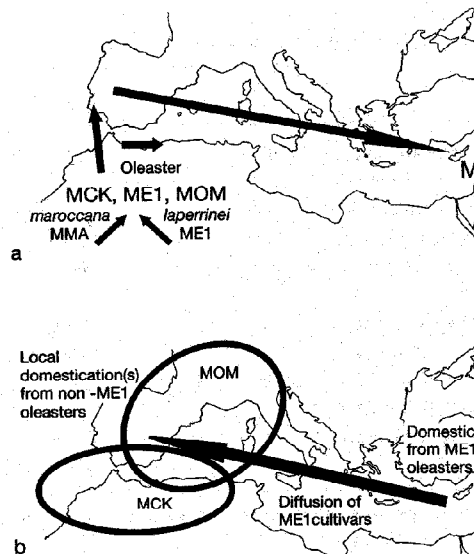 Oleaster
MCK, ME1, MOM
maroccana laperrinei
MMA ME1
M
a
Local
domestication(s)
from non -ME1
oleasters
MOM
Domestic
from ME1
oleasters
MCK
Diffusion of
ME1cultivars
b